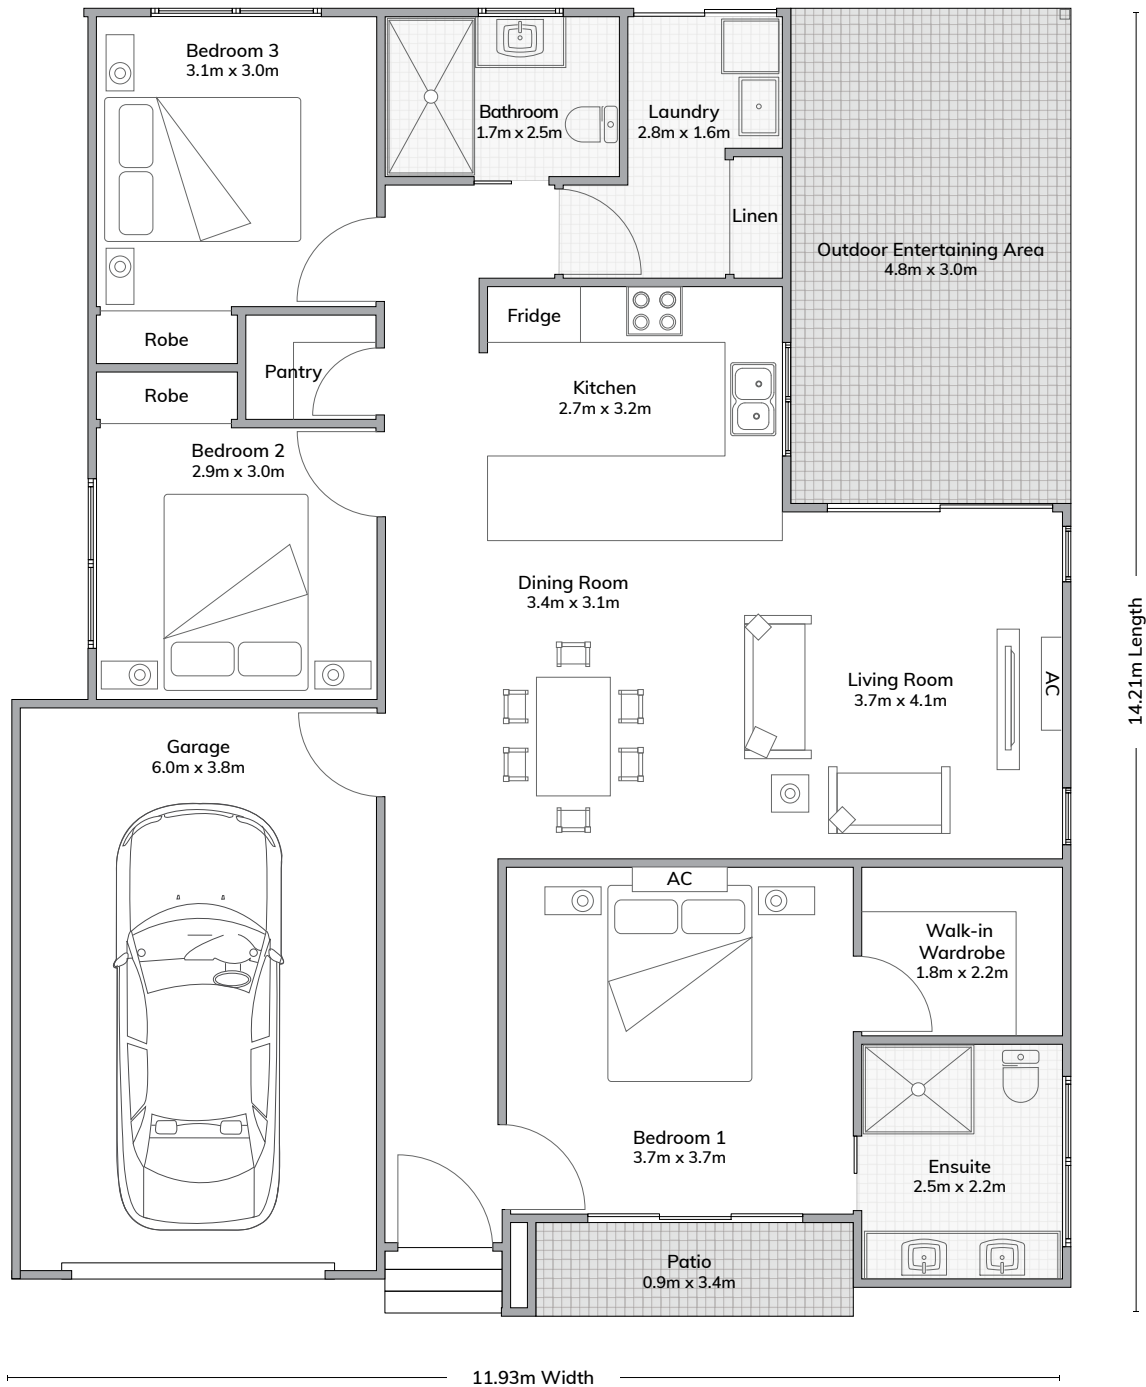 Bedroom 3
3.1m x 3.0m
Bathroom
1.7m x 2.5m
Laundry
2.8m x 1.6m
Linen
Outdoor Entertaining Area
4.8m x 3.0m
Fridge
Robe
Pantry
Robe
Kitchen
2.7m x 3.2m
Bedroom 2
2.9m x 3.0m
Dining Room
3.4m x 3.1m
Living Room
3.7m x 4.1m
AC
14.21m Length
Garage
6.0m x 3.8m
AC
Walk-in
Wardrobe
1.8m x 2.2m
Bedroom 1
3.7m x 3.7m
Ensuite
2.5m x 2.2m
Patio
0.9m x 3.4m
11.93m Width